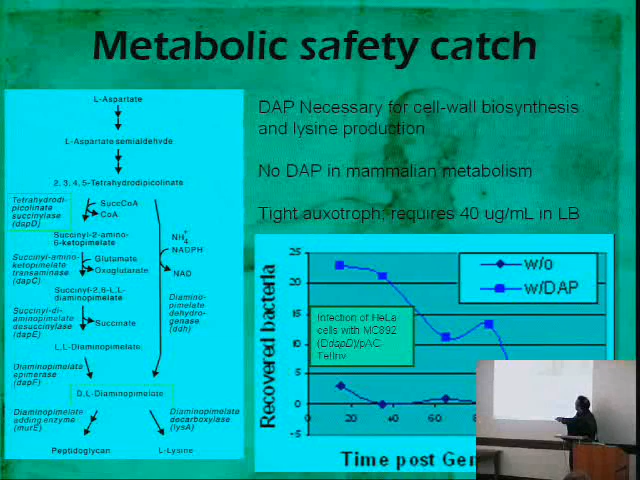 Metabolic safety catch
DAP Necessary for cell-wall biosynthesis
and lysine production
No DAP in mammalian metabolism
Tight auxotroph; requires 40 ug/mL in LB
L-Aspartate
L-Aspartate semialdehyde
2, 3, 4, 5-Tetrahydrodipicolinate
Tetrahydrodi-
picolinate
succinylase
(dapD)
SuccCoA
CoA
Succinyl-2-amino-
6-ketopimelate
NH4+
NADPH
NAD
Succinyl-amino-
ketopimelate
transaminase
(dapC)
Glutamate
Oxoglutarate
Succinyl-2,6-L,L-
diaminopimelate
Succinyl-di-
aminopimelate
desuccinylase
(dapE)
Succinate
Diamino-
pimelate
dehydro-
genase
(ddh)
L, L-Diaminopimelate
Diaminopimelate
epimerase
(dapF)
D, L-Diaminopimelate
Diaminopimelate
adding enzyme
(murE)
Diaminopimelate
decarboxylase
(lysA)
Peptidoglycan
L-Lysine
Recovered bacteria
25
20
15
10
5
0
-5
w/o
w/DAP
Infection of HeLa
cells with MC892
(DdapD)/pAC-
TetInv
20 40 60
Time post